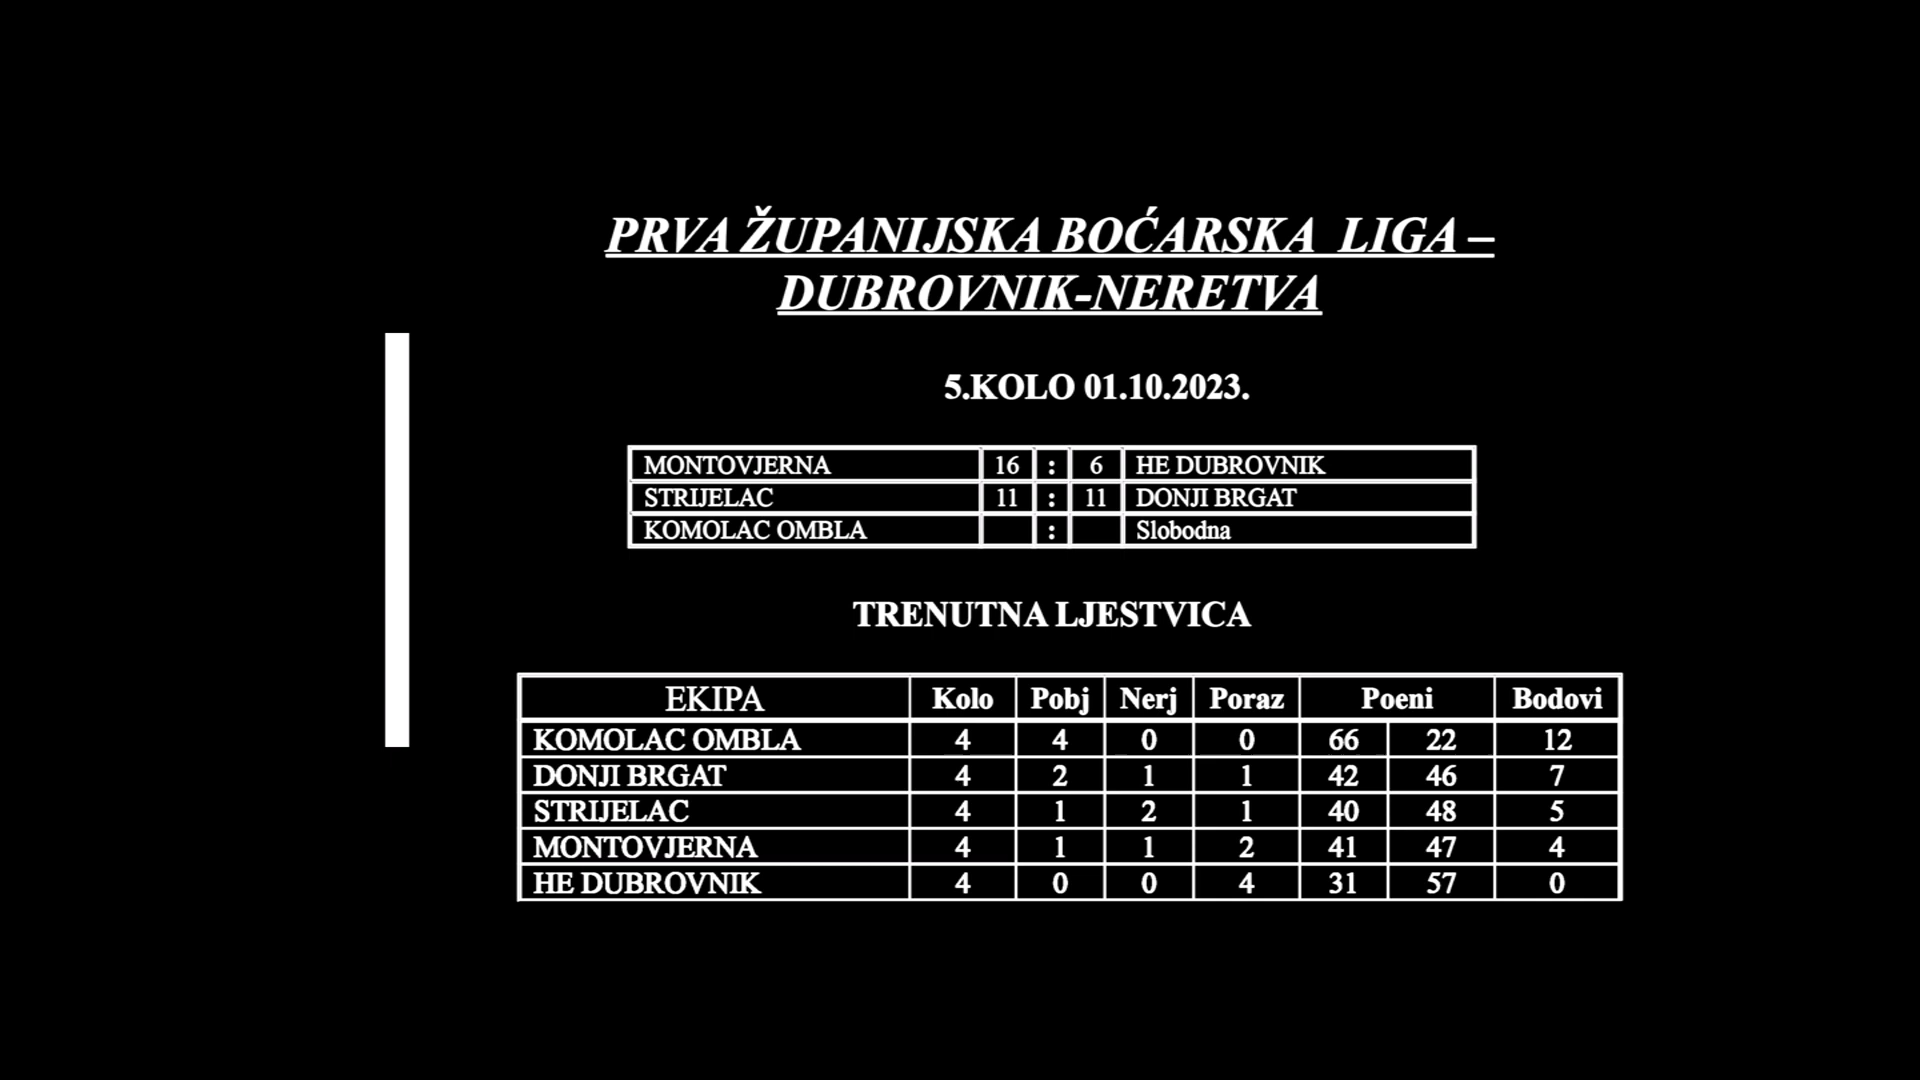 PRVA ŽUPANIJSKA BOĆARSKA LIGA –
DUBROVNIK-NERETVA
5.KOLO 01.10.2023.
MONTOVJERNA 16 : 6 HE DUBROVNIK
STRIJELAC 11 : 11 DONJI BRGAT
KOMOLAC OMBLA : Slobodna
TRENUTNA LJESTVICA
EKIPA Kolo Pobj Nerj Poraz Poeni Bodovi
KOMOLAC OMBLA 4 4 0 0 66 22 12
DONJI BRGAT 4 2 1 1 42 46 7
STRIJELAC 4 1 2 1 40 48 5
MONTOVJERNA 4 1 1 2 41 47 4
HE DUBROVNIK 4 0 0 4 31 57 0